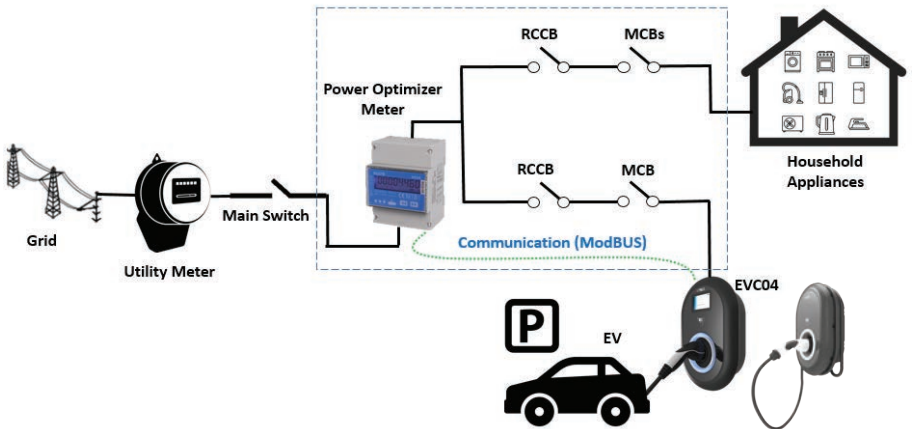 RCCB
MCBs
Power Optimizer
Meter
Household
Appliances
RCCB
MCB
Main Switch
Grid
Utility Meter
Communication (ModBUS)
EVC04
P
EV